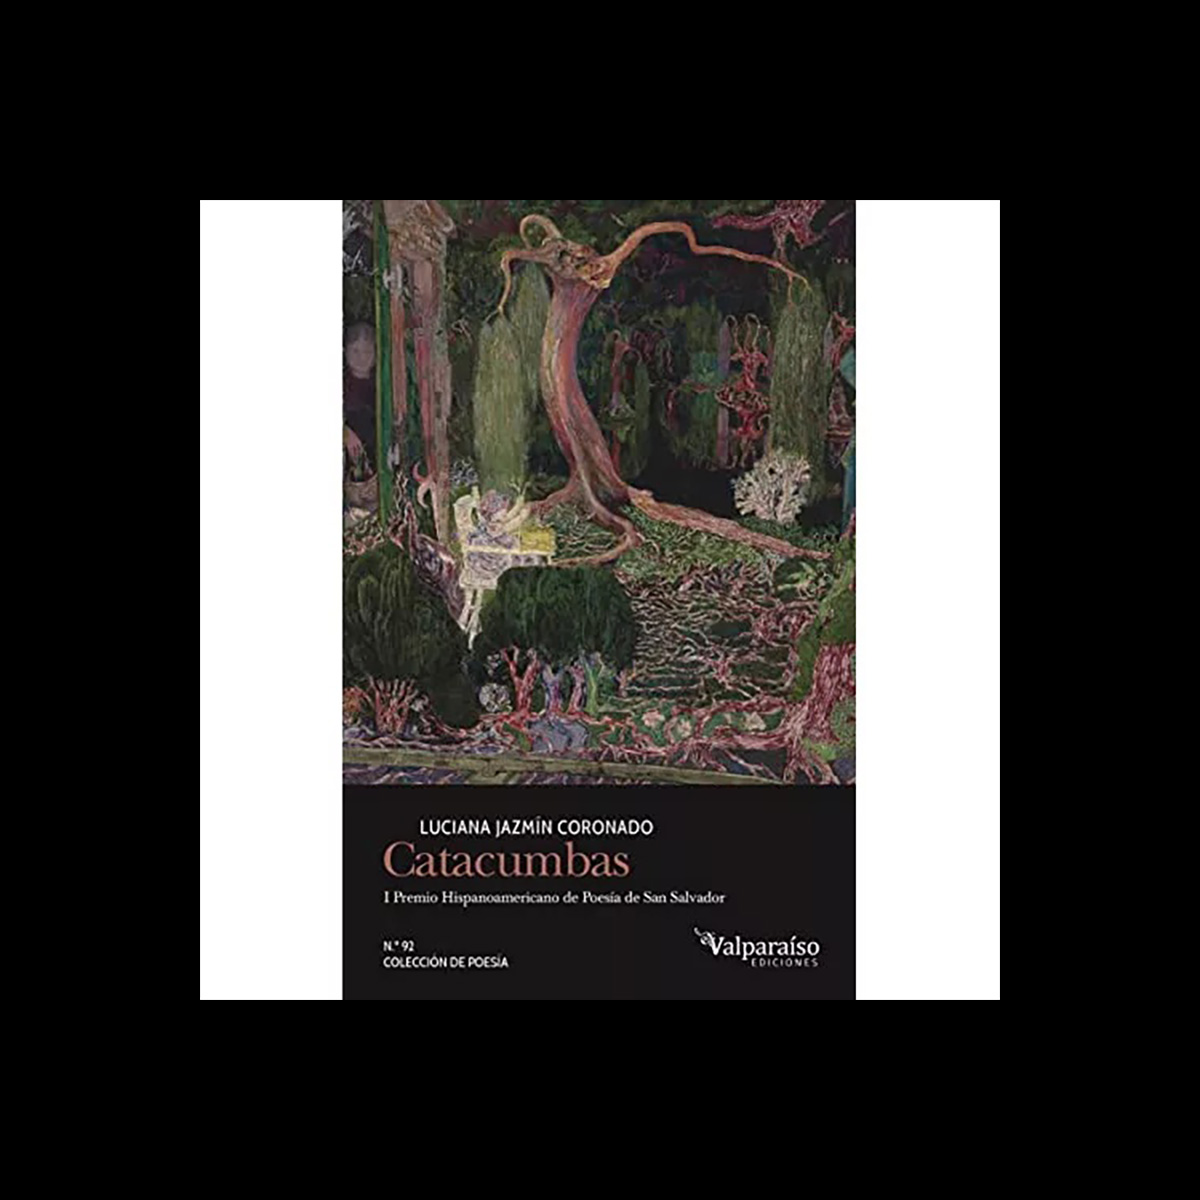 LUCIANA JAZMÍN CORONADO
Catacumbas
I Premio Hispanoamericano de Poesía de San Salvador
N.º 92
COLECCIÓN DE POESÍA
Valparaíso
EDICIONES